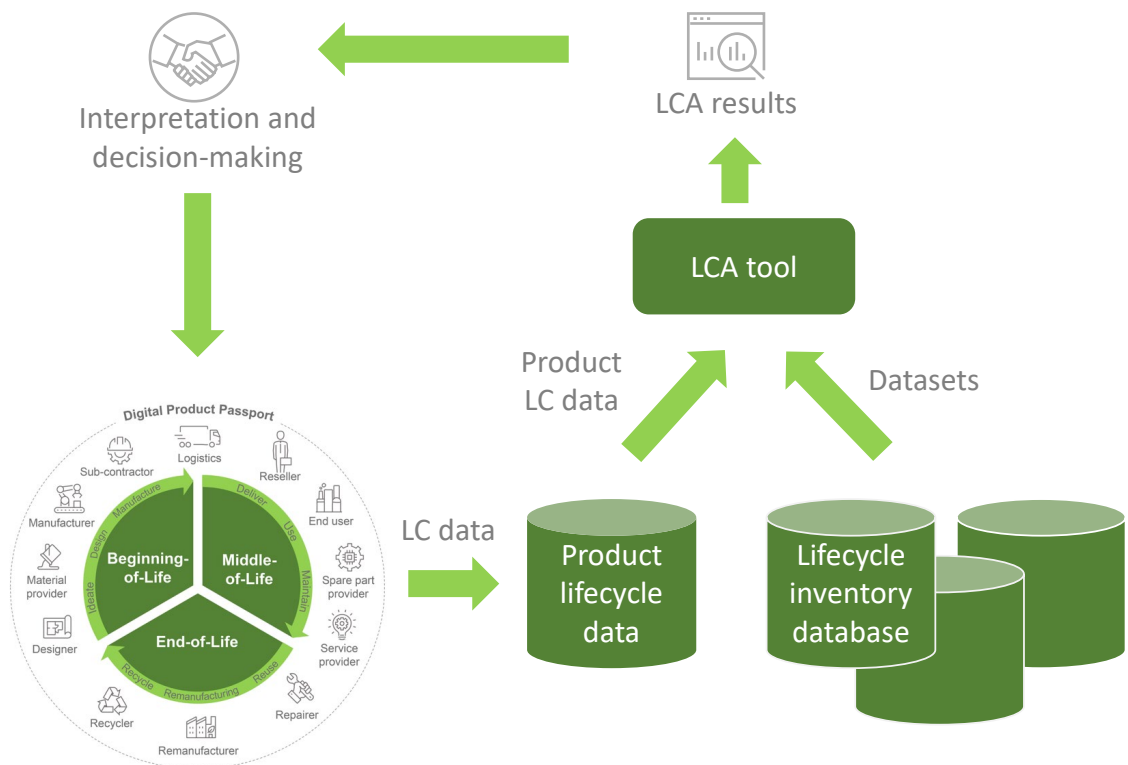 LCA results
Interpretation and
decision-making
LCA tool
Product
LC data
Datasets
Digital Product Passport
Logistics
Sub-contractor
Reseller
Manufacturer
End user
Material
provider
Spare part
provider
Designer
Service
provider
Recycler
Repairer
Remanufacturer
Ideate
Design
Manufacture
Deliver
Use
Maintain
Reuse
Remanufacturing
Recycle
Beginning-
of-Life
Middle-
of-Life
End-of-Life
LC data
Product
lifecycle
data
Lifecycle
inventory
database